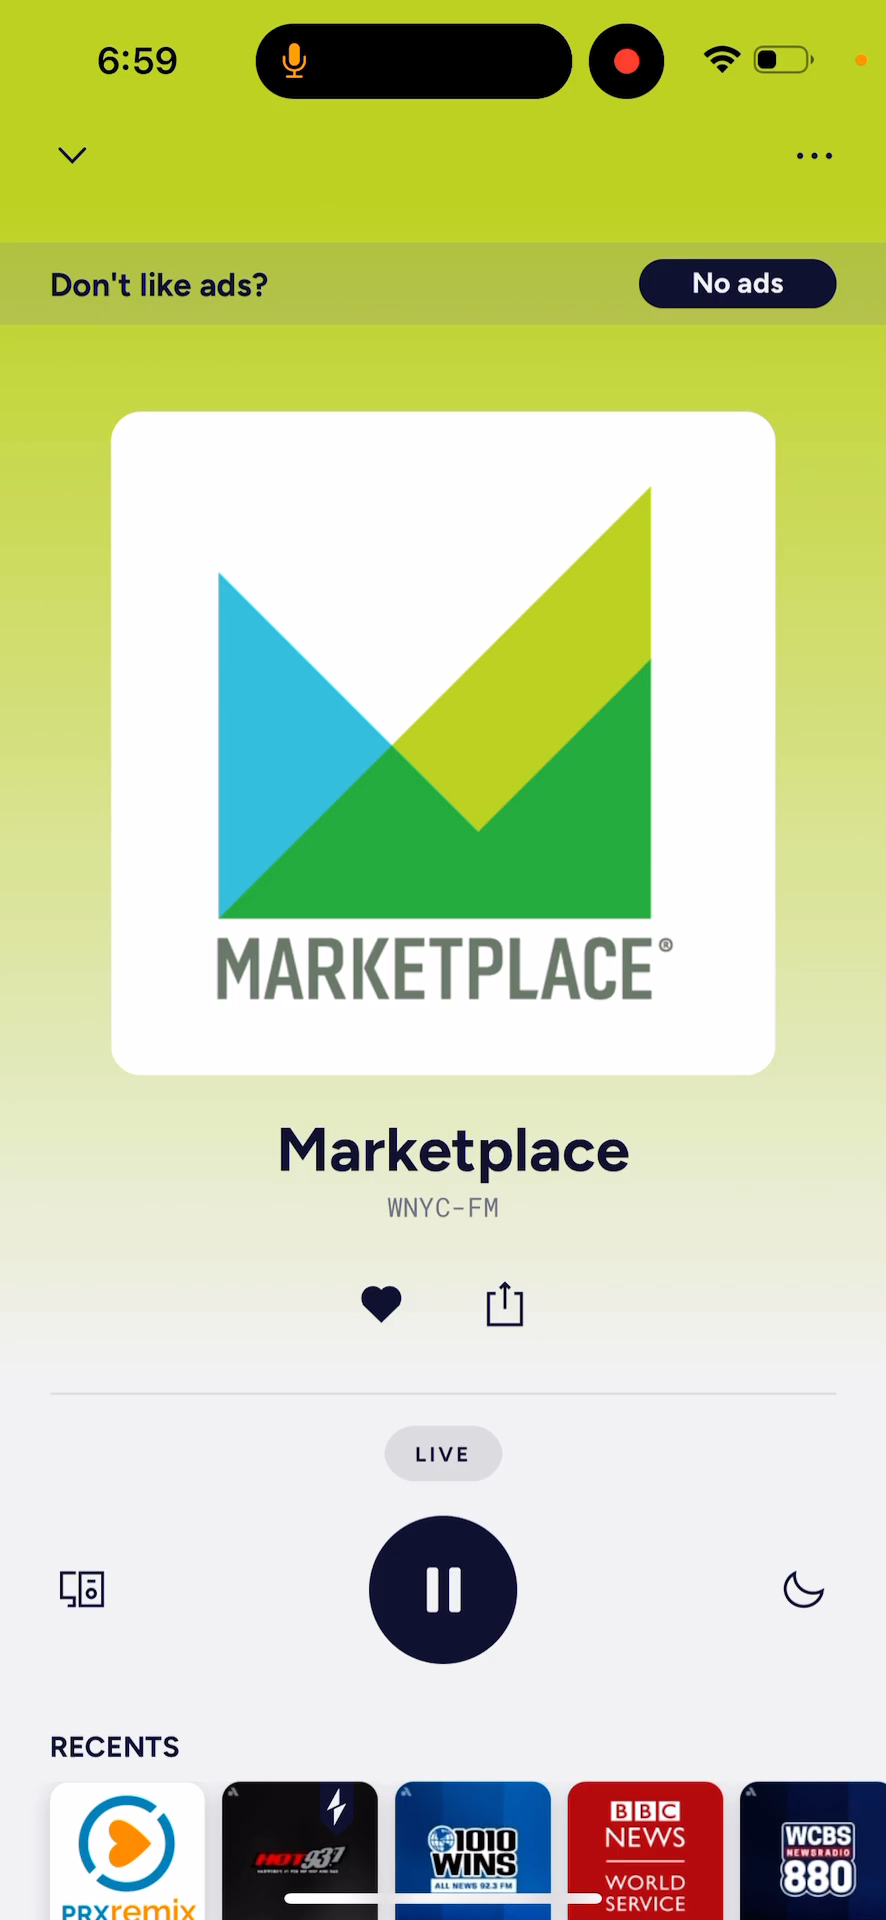 6:59
Don't like ads?
No ads
MARKETPLACE®
Marketplace
WNYC-FM
LIVE
RECENTS
PRXremix
HOT 93.7
1010
WINS
ALL NEWS 92.3 FM
BBC
NEWS
WORLD
SERVICE
WCBS
NEWSRADIO
880